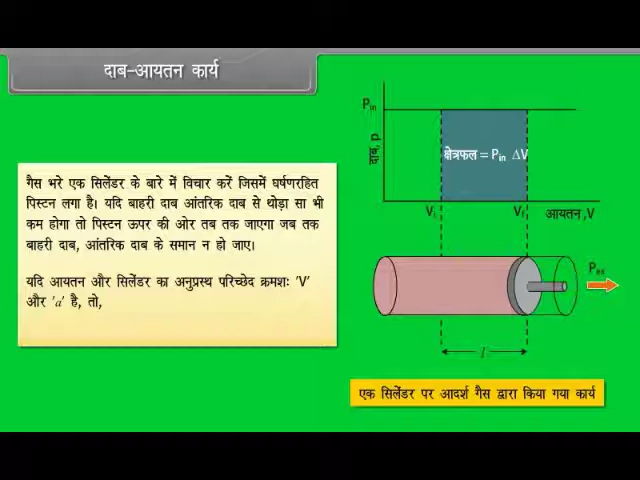 दाब-आयतन कार्य
गैस भरे एक सिलेंडर के बारे में विचार करें जिसमें घर्षणरहित
पिस्टन लगा है। यदि बाहरी दाब आंतरिक दाब से थोड़ा सा भी
कम होगा तो पिस्टन ऊपर की ओर तब तक जाएगा जब तक
बाहरी दाब, आंतरिक दाब के समान न हो जाए।
यदि आयतन और सिलेंडर का अनुप्रस्थ परिच्छेद क्रमशः 'V'
और 'a' है, तो,
Pin
दाब, p
क्षेत्रफल = Pin ΔV
Vi
Vf
आयतन, V
Pex
l
एक सिलेंडर पर आदर्श गैस द्वारा किया गया कार्य